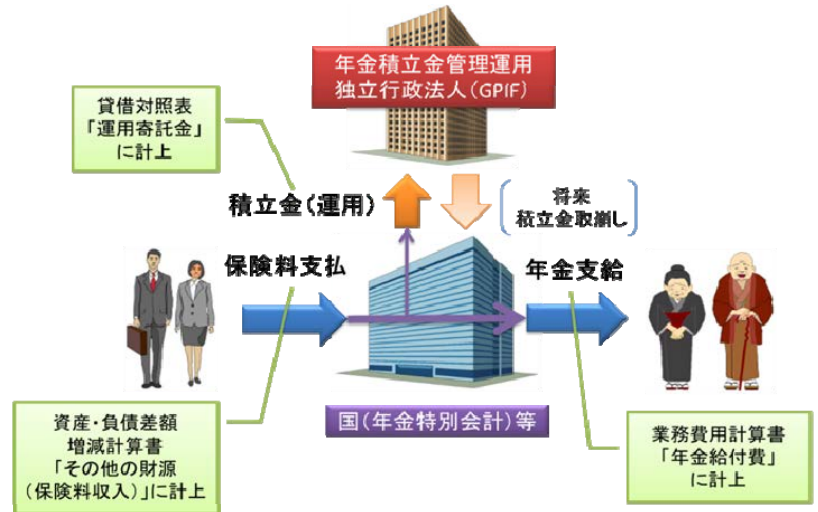 年金積立金管理運用
独立行政法人(GPIF)
貸借対照表
「運用寄託金」
に計上
積立金(運用)
将来
積立金取崩し
保険料支払
年金支給
国(年金特別会計)等
資産・負債差額
増減計算書
「その他の財源
(保険料収入)」に計上
業務費用計算書
「年金給付費」
に計上